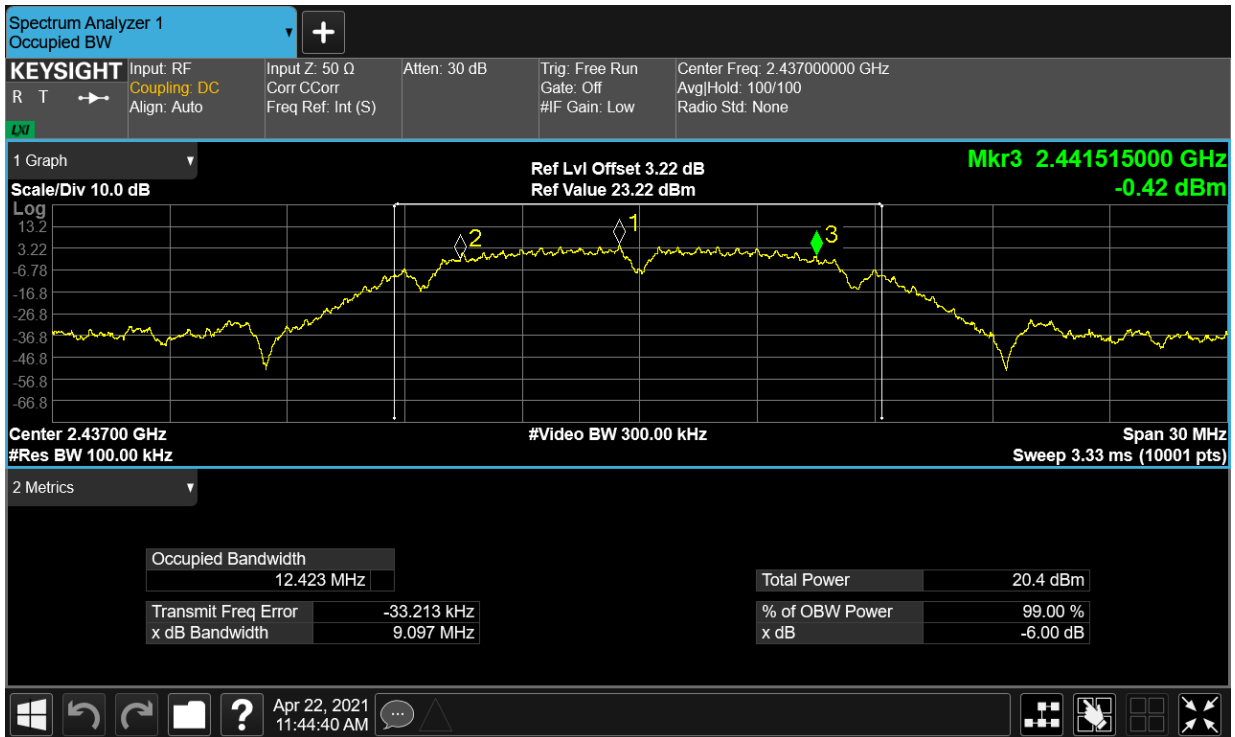 Spectrum Analyzer 1
Occupied BW
KEYSIGHT
R T
LXI
Input: RF
Coupling: DC
Align: Auto
Input Z: 50 Ω
Corr CCorr
Freq Ref: Int (S)
Atten: 30 dB
Trig: Free Run
Gate: Off
#IF Gain: Low
Center Freq: 2.437000000 GHz
Avg|Hold: 100/100
Radio Std: None
1 Graph
Ref Lvl Offset 3.22 dB
Mkr3 2.441515000 GHz
Scale/Div 10.0 dB
Ref Value 23.22 dBm
-0.42 dBm
Log
13.2
3.22
-6.78
-16.8
-26.8
-36.8
-46.8
-56.8
-66.8
2
1
3
Center 2.43700 GHz
#Video BW 300.00 kHz
Span 30 MHz
#Res BW 100.00 kHz
Sweep 3.33 ms (10001 pts)
2 Metrics
Occupied Bandwidth
12.423 MHz
Total Power 20.4 dBm
Transmit Freq Error -33.213 kHz
% of OBW Power 99.00 %
x dB Bandwidth 9.097 MHz
x dB -6.00 dB
?
Apr 22, 2021
11:44:40 AM